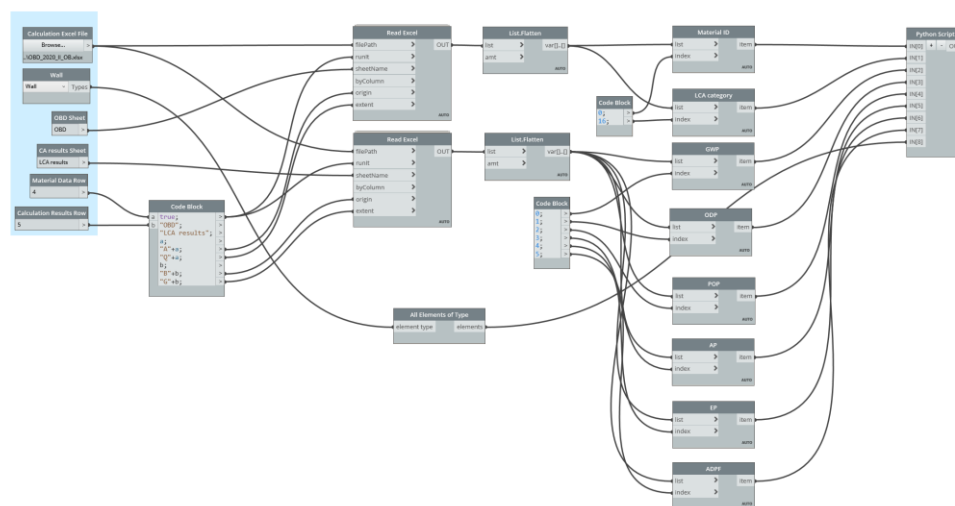 Calculation Excel File
Browse... >
.\OBD_2020_II_DB.xlsx
Wall
Wall Types
OBD Sheet
OBD >
CA results Sheet
LCA results >
Material Data Row
4 >
Calculation Results Row
5 >
Code Block
a true; >
b "OBD"; >
"LCA results"; >
a; >
"A"+a; >
"Q"+a; >
b; >
"B"+b; >
"G"+b; >
Read Excel
filePath > OUT
runit >
sheetName >
byColumn >
origin >
extent >
AUTO
Read Excel
filePath > OUT
runit >
sheetName >
byColumn >
origin >
extent >
AUTO
List.Flatten
list > var[]..[]
amt >
AUTO
List.Flatten
list > var[]..[]
amt >
AUTO
Code Block
0; >
16; >
Code Block
0; >
1; >
2; >
3; >
4; >
5; >
All Elements of Type
element type elements
AUTO
Material ID
list > item
index >
AUTO
LCA category
list > item
index >
AUTO
GWP
list > item
index >
AUTO
ODP
list > item
index >
AUTO
POP
list > item
index >
AUTO
AP
list > item
index >
AUTO
EP
list > item
index >
AUTO
ADPF
list > item
index >
AUTO
Python Script
IN[0] + - OU
IN[1]
IN[2]
IN[3]
IN[4]
IN[5]
IN[6]
IN[7]
IN[8]